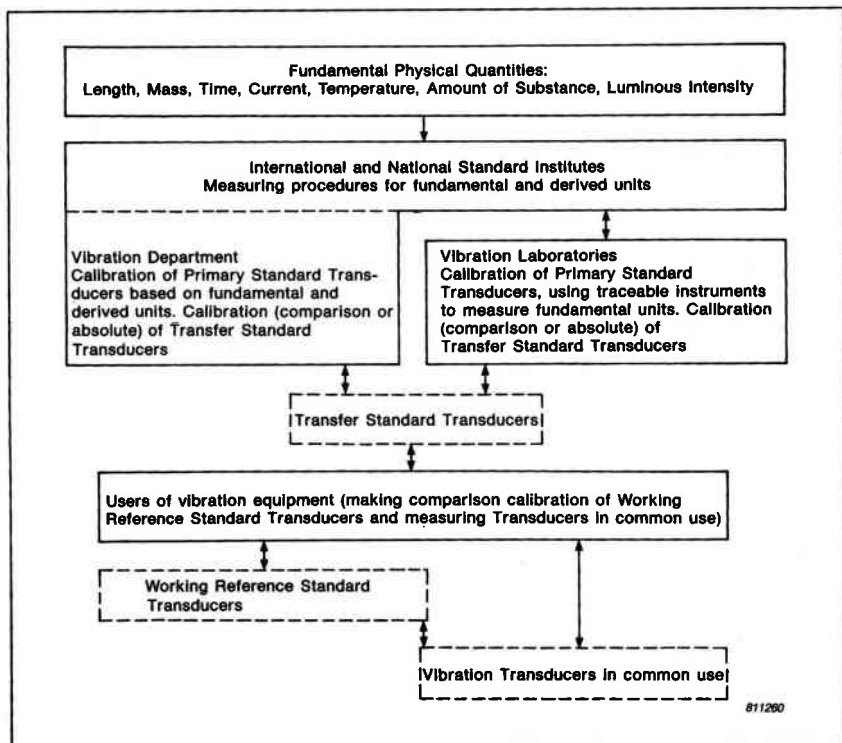 Fundamental Physical Quantities:
Length, Mass, Time, Current, Temperature, Amount of Substance, Luminous Intensity
International and National Standard Institutes
Measuring procedures for fundamental and derived units
Vibration Department
Calibration of Primary Standard Trans-
ducers based on fundamental and
derived units. Calibration (comparison or
absolute) of Transfer Standard
Transducers
Vibration Laboratories
Calibration of Primary Standard
Transducers, using traceable instruments
to measure fundamental units. Calibration
(comparison or absolute) of
Transfer Standard Transducers
Transfer Standard Transducers
Users of vibration equipment (making comparison calibration of Working
Reference Standard Transducers and measuring Transducers in common use)
Working Reference Standard
Transducers
Vibration Transducers in common use
811260